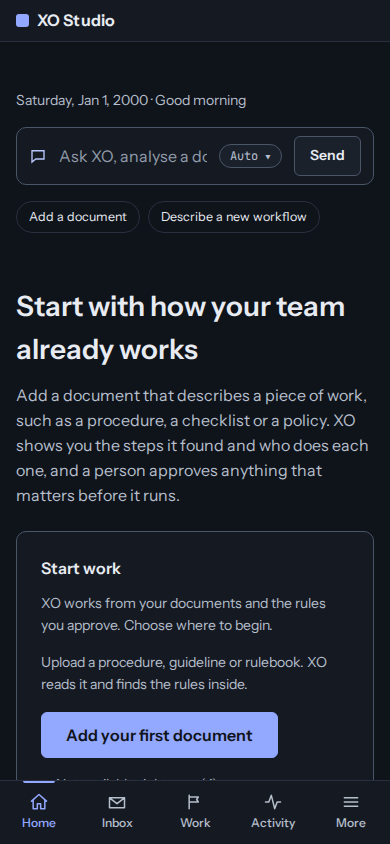 XO Studio
Saturday, Jan 1, 2000 · Good morning
Ask XO, analyse a do
Auto ▾
Send
Add a document
Describe a new workflow
Start with how your team
already works
Add a document that describes a piece of work,
such as a procedure, a checklist or a policy. XO
shows you the steps it found and who does each
one, and a person approves anything that
matters before it runs.
Start work
XO works from your documents and the rules
you approve. Choose where to begin.
Upload a procedure, guideline or rulebook. XO
reads it and finds the rules inside.
Add your first document
Home
Inbox
Work
Activity
More